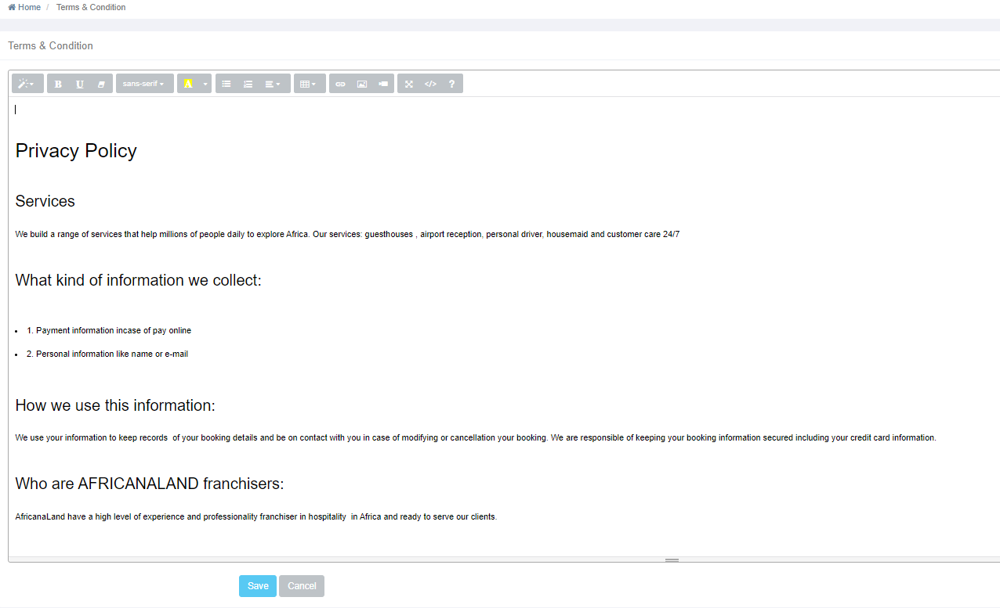 Home / Terms & Condition
Terms & Condition
B U sans-serif A </> ?
Privacy Policy
Services
We build a range of services that help millions of people daily to explore Africa. Our services: guesthouses , airport reception, personal driver, housemaid and customer care 24/7
What kind of information we collect:
• 1. Payment information incase of pay online
• 2. Personal information like name or e-mail
How we use this information:
We use your information to keep records  of your booking details and be on contact with you in case of modifying or cancellation your booking. We are responsible of keeping your booking information secured including your credit card information.
Who are AFRICANALAND franchisers:
AfricanaLand have a high level of experience and professionality franchiser in hospitality  in Africa and ready to serve our clients.
Save Cancel